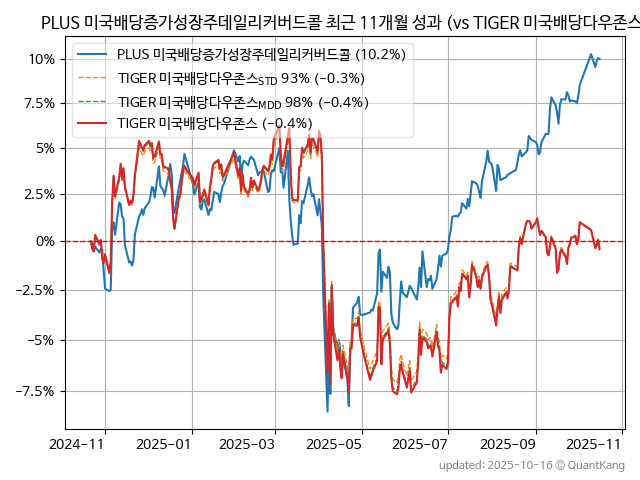 PLUS 미국배당증가성장주데일리커버드콜 최근 11개월 성과 (vs TIGER 미국배당다우존스
PLUS 미국배당증가성장주데일리커버드콜 (10.2%)
TIGER 미국배당다우존스STD 93% (−0.3%)
TIGER 미국배당다우존스MDD 98% (−0.4%)
TIGER 미국배당다우존스 (−0.4%)
10%
7.5%
5%
2.5%
0%
−2.5%
−5%
−7.5%
2024-11 2025-01 2025-03 2025-05 2025-07 2025-09 2025-11
updated: 2025-10-16 © QuantKang